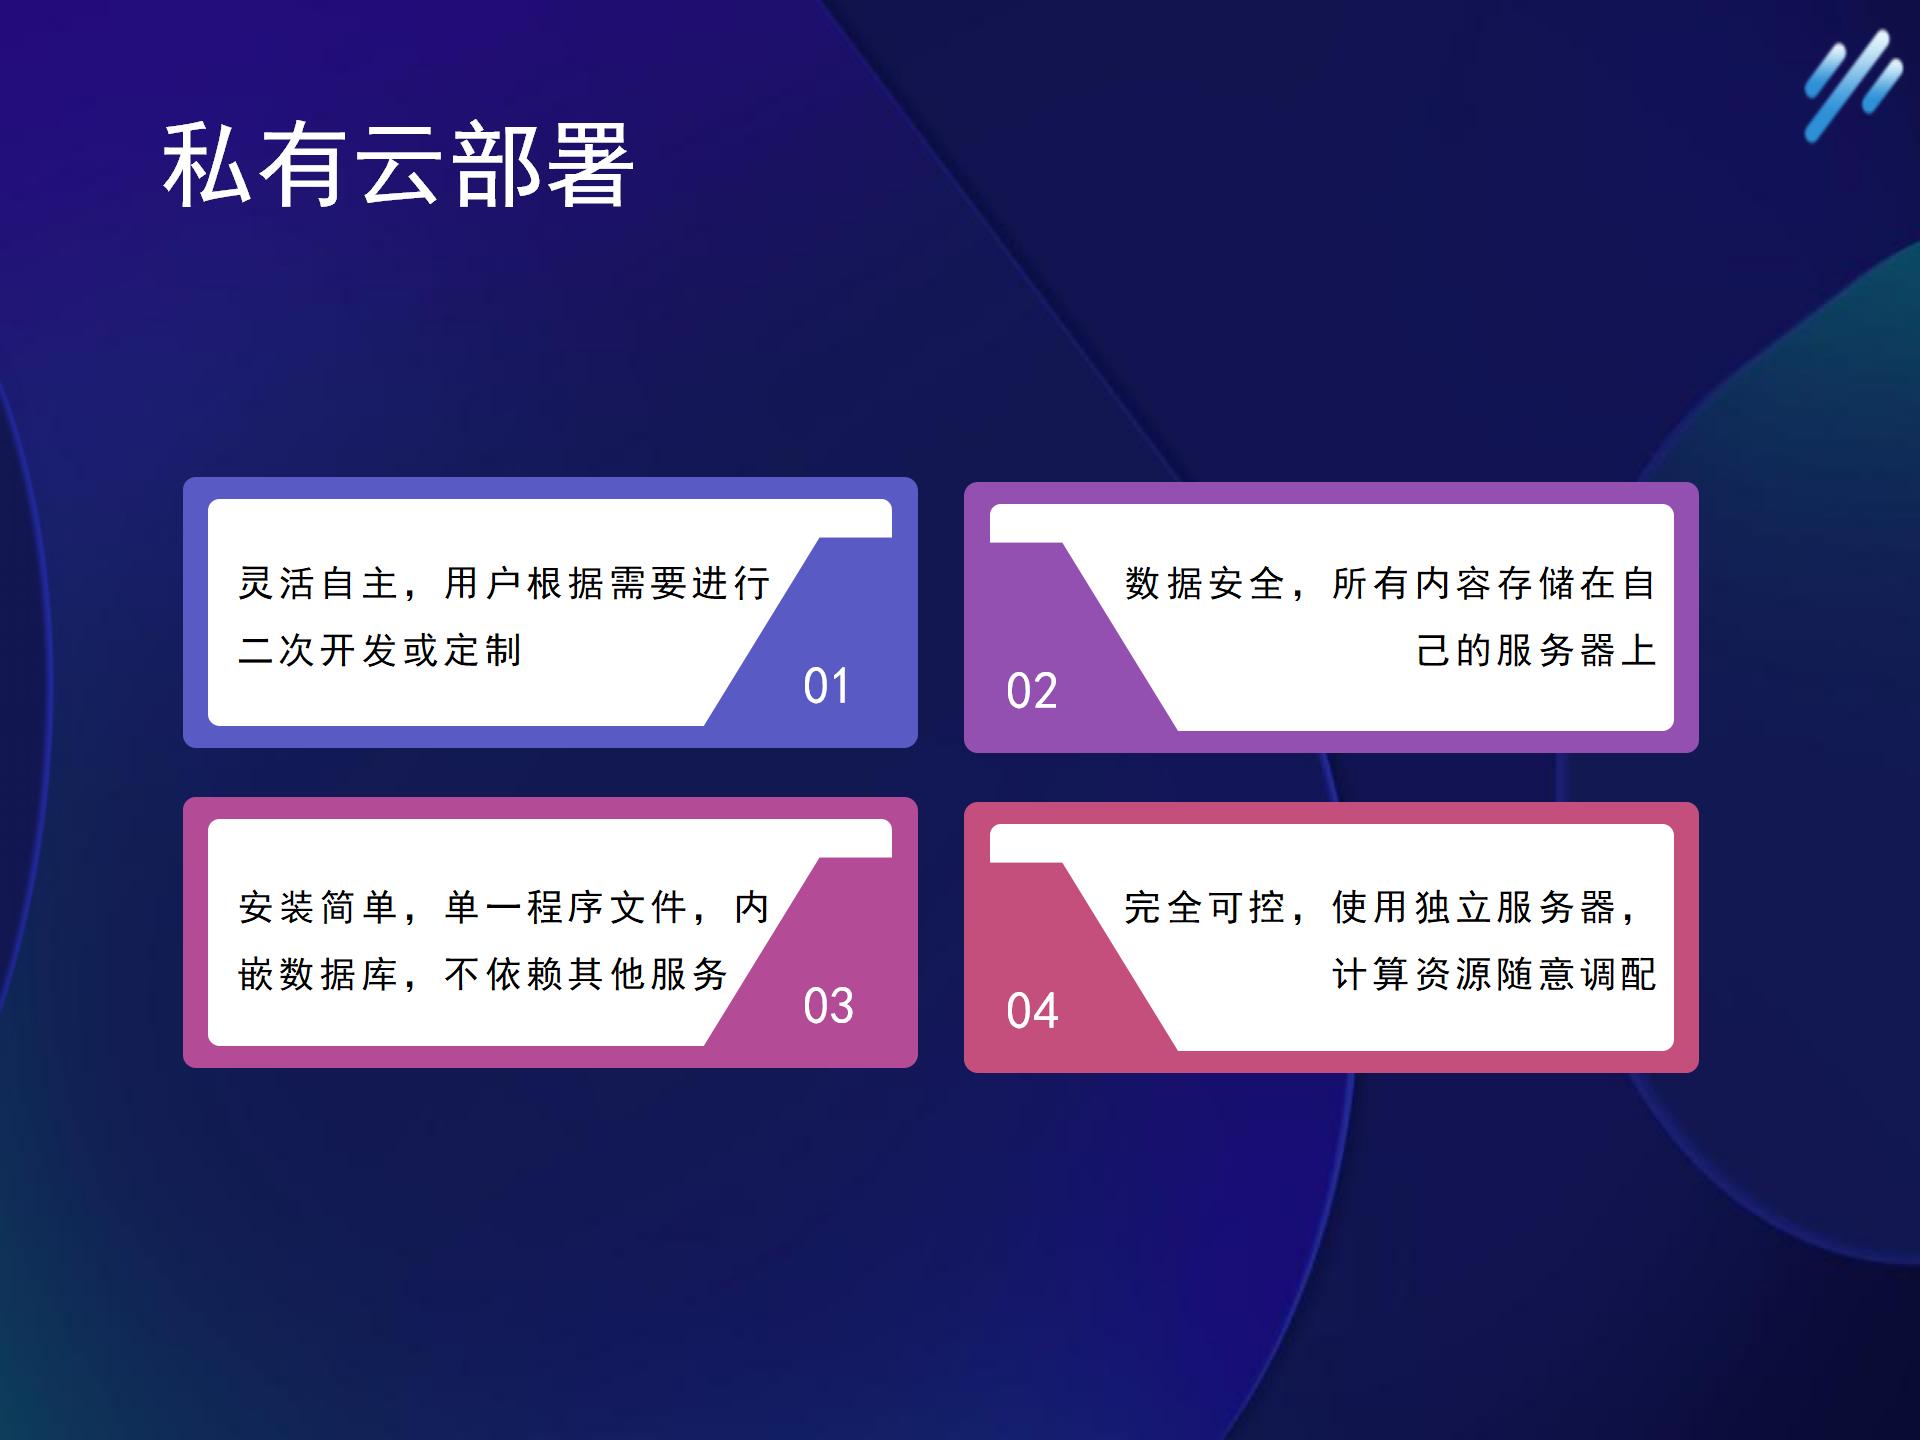 私有云部署
灵活自主，用户根据需要进行
二次开发或定制
01
数据安全，所有内容存储在自
己的服务器上
02
安装简单，单一程序文件，内
嵌数据库，不依赖其他服务
03
完全可控，使用独立服务器，
计算资源随意调配
04